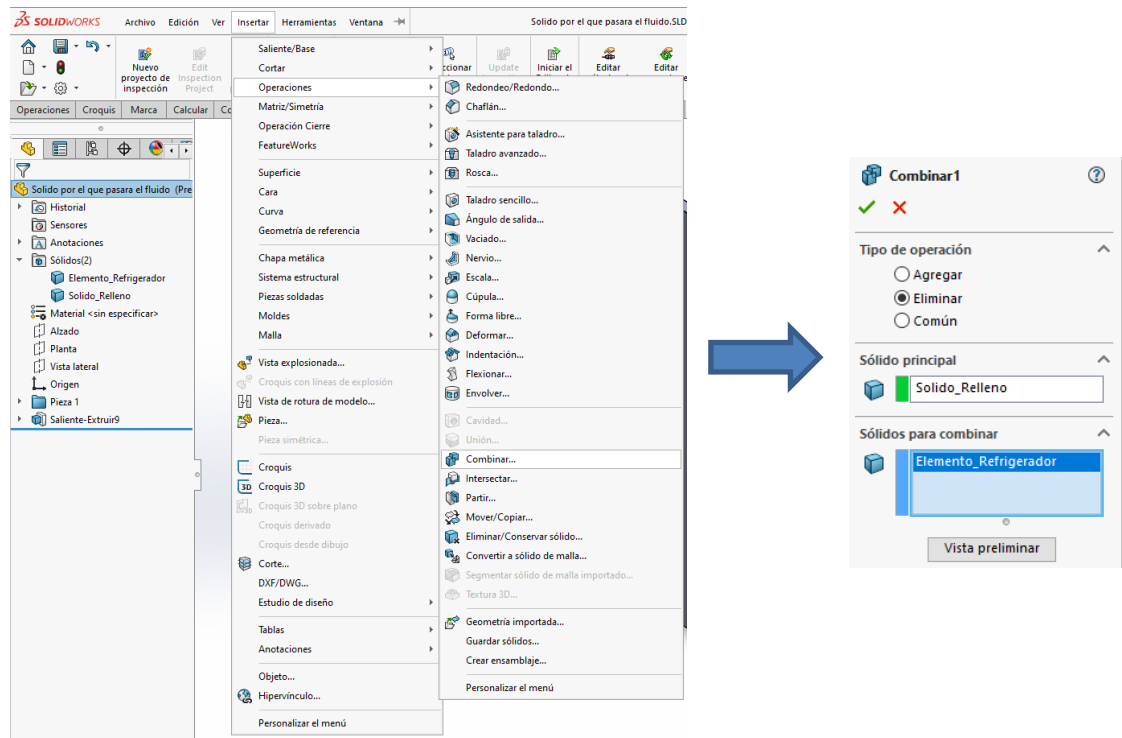 SOLIDWORKS Archivo Edición Ver Insertar Herramientas Ventana Solido por el que pasara el fluido.SLD
Nuevo proyecto de inspección
Edit Inspection Project
ccionar
Update
Iniciar el
Editar
Editar
Operaciones Croquis Marca Calcular Co
Solido por el que pasara el fluido (Pre
Historial
Sensores
Anotaciones
Sólidos(2)
Elemento_Refrigerador
Solido_Relleno
Material <sin especificar>
Alzado
Planta
Vista lateral
Origen
Pieza 1
Saliente-Extruir9
Saliente/Base
Cortar
Operaciones
Matriz/Simetría
Operación Cierre
FeatureWorks
Superficie
Cara
Curva
Geometría de referencia
Chapa metálica
Sistema estructural
Piezas soldadas
Moldes
Malla
Vista explosionada...
Croquis con líneas de explosión
Vista de rotura de modelo...
Pieza...
Pieza simétrica...
Croquis
3D Croquis 3D
Croquis 3D sobre plano
Croquis derivado
Croquis desde dibujo
Corte...
DXF/DWG...
Estudio de diseño
Tablas
Anotaciones
Objeto...
Hipervínculo...
Personalizar el menú
Redondeo/Redondo...
Chaflán...
Asistente para taladro...
Taladro avanzado...
Rosca...
Taladro sencillo...
Ángulo de salida...
Vaciado...
Nervio...
Escala...
Cúpula...
Forma libre...
Deformar...
Indentación...
Flexionar...
Envolver...
Cavidad...
Unión...
Combinar...
Intersectar...
Partir...
Mover/Copiar...
Eliminar/Conservar sólido...
Convertir a sólido de malla...
Segmentar sólido de malla importado...
Textura 3D...
Geometría importada...
Guardar sólidos...
Crear ensamblaje...
Personalizar el menú
Combinar1
Tipo de operación
Agregar
Eliminar
Común
Sólido principal
Solido_Relleno
Sólidos para combinar
Elemento_Refrigerador
Vista preliminar